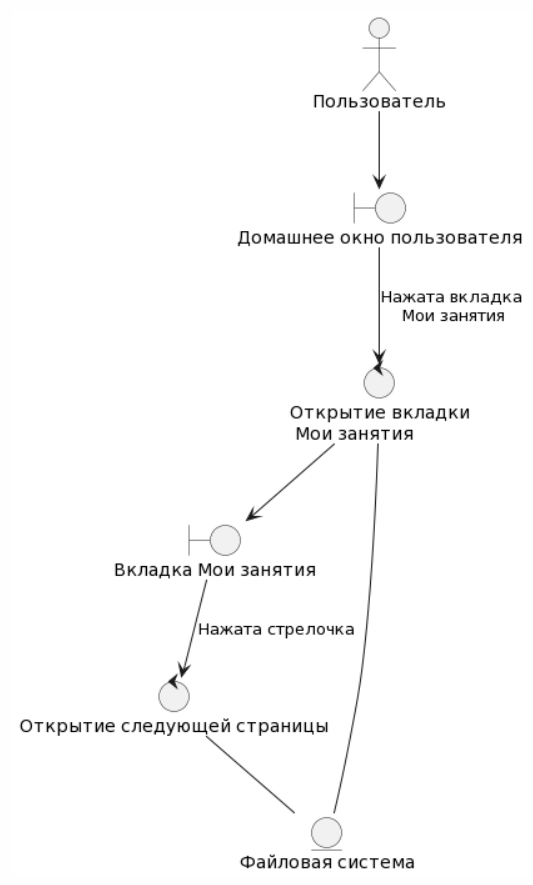 Пользователь
Домашнее окно пользователя
Нажата вкладка
Мои занятия
Открытие вкладки
Мои занятия
Вкладка Мои занятия
Нажата стрелочка
Открытие следующей страницы
Файловая система